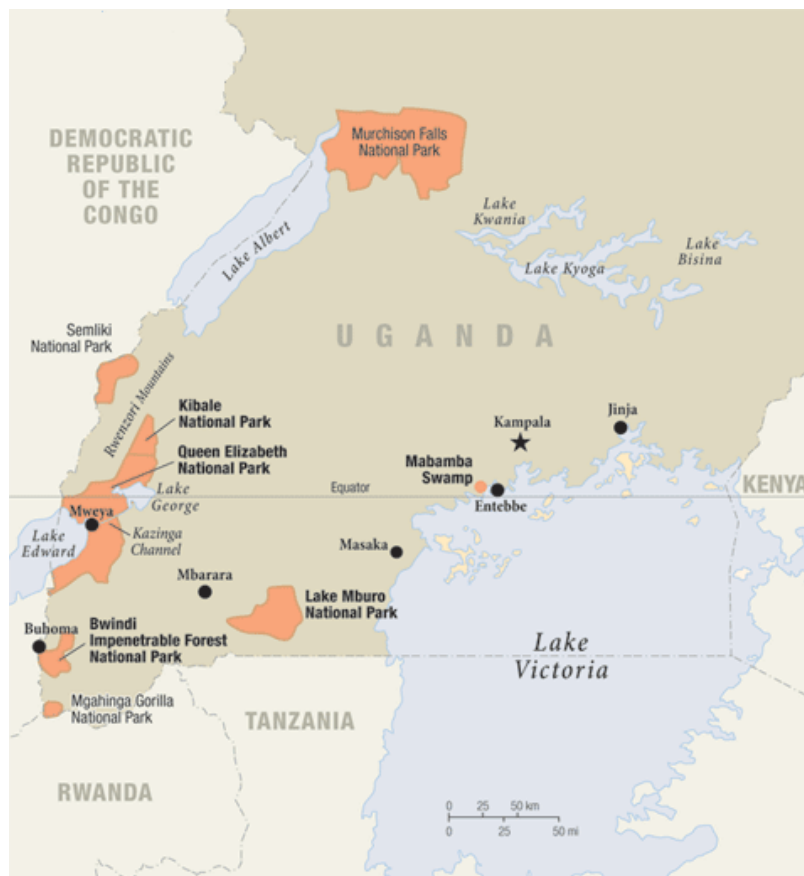 Murchison Falls
National Park
DEMOCRATIC
REPUBLIC
OF THE
CONGO
Lake
Kwania
Lake Albert
Lake
Bisina
Lake Kyoga
UGANDA
Semliki
National Park
Rwenzori Mountains
Kibale
National Park
Jinja
Kampala
Queen Elizabeth
National Park
Mabamba
Swamp
Equator
KENYA
Lake
George
Entebbe
Mweya
Lake
Edward
Kazinga
Channel
Masaka
Mbarara
Lake Mburo
National Park
Buhoma
Bwindi
Impenetrable Forest
National Park
Lake
Victoria
Mgahinga Gorilla
National Park
TANZANIA
RWANDA
0 25 50 km
0 25 50 mi